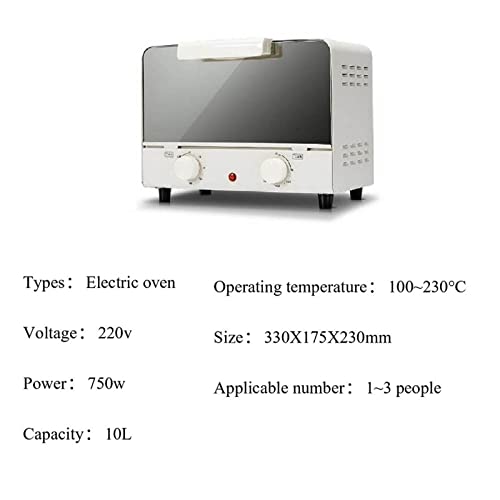 Types： Electric oven
Operating temperature： 100~230°C
Voltage： 220v
Size： 330X175X230mm
Power： 750w
Applicable number： 1~3 people
Capacity： 10L